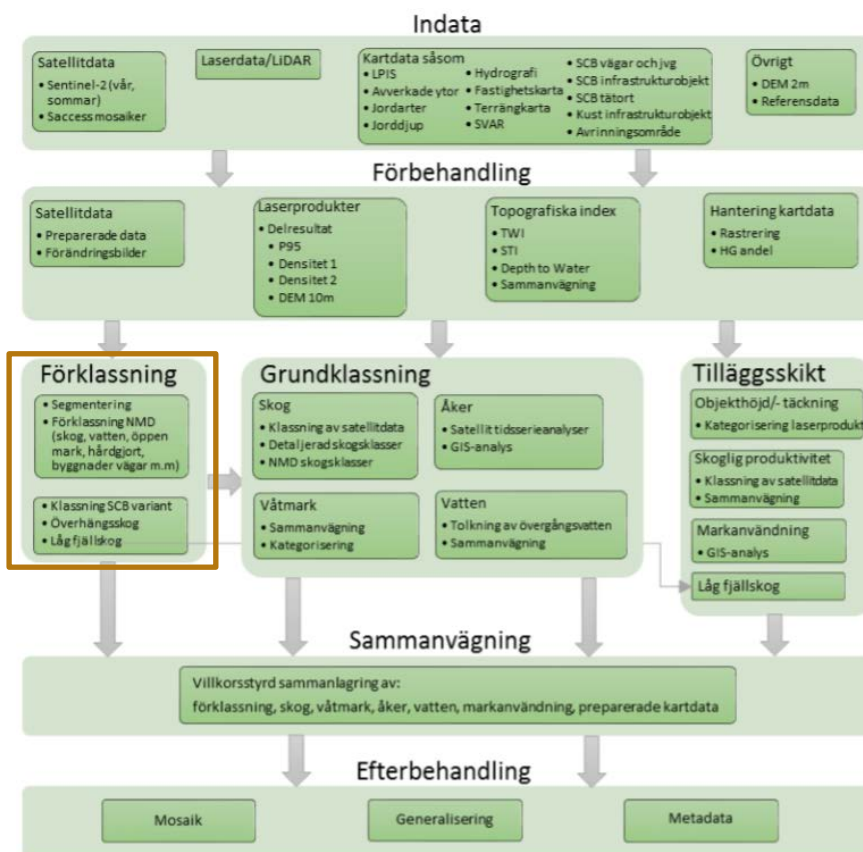 Indata
Satellitdata
• Sentinel-2 (vår,
sommar)
• Saccess mosaiker
Laserdata/LiDAR
Kartdata såsom
• LPIS
• Avverkade ytor
• Jordarter
• Jorddjup
• Hydrografi
• Fastighetskarta
• Terrängkarta
• SVAR
• SCB vägar och jvg
• SCB infrastrukturobjekt
• SCB tätort
• Kust infrastrukturobjekt
• Avrinningsområde
Övrigt
• DEM 2m
• Referensdata
Förbehandling
Satellitdata
• Preparerade data
• Förändringsbilder
Laserprodukter
• Delresultat
• P95
• Densitet 1
• Densitet 2
• DEM 10m
Topografiska index
• TWI
• STI
• Depth to Water
• Sammanvägning
Hantering kartdata
• Rastrering
• HG andel
Förklassning
• Segmentering
• Förklassning NMD
(skog, vatten, öppen
mark, hårdgjort,
byggnader vägar m.m)
• Klassning SCB variant
• Överhängsskog
• Låg fjällskog
Grundklassning
Skog
• Klassning av satellitdata
• Detaljerad skogsklasser
• NMD skogsklasser
Åker
• Satellit tidsserieanalyser
• GIS-analys
Våtmark
• Sammanvägning
• Kategorisering
Vatten
• Tolkning av övergångsvatten
• Sammanvägning
Tilläggsskikt
Objekthöjd/- täckning
• Kategorisering laserprodukt
Skoglig produktivitet
• Klassning av satellitdata
• Sammanvägning
Markanvändning
• GIS-analys
Låg fjällskog
Sammanvägning
Villkorsstyrd sammanlagring av:
förklassning, skog, våtmark, åker, vatten, markanvändning, preparerade kartdata
Efterbehandling
Mosaik
Generalisering
Metadata